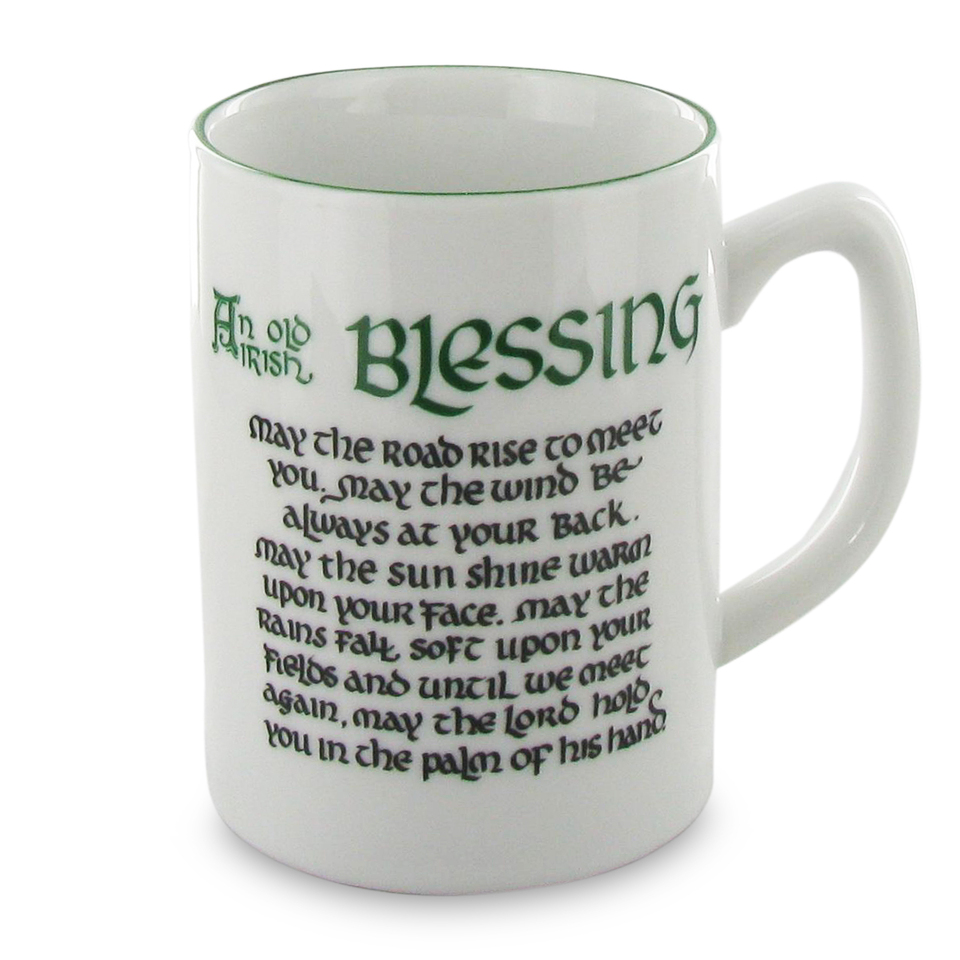 An old
Irish
Blessing
May the road rise to meet
you. May the wind be
always at your back.
May the sun shine warm
upon your face. May the
rains fall soft upon your
fields and until we meet
again, may the Lord hold
you in the palm of his hand.